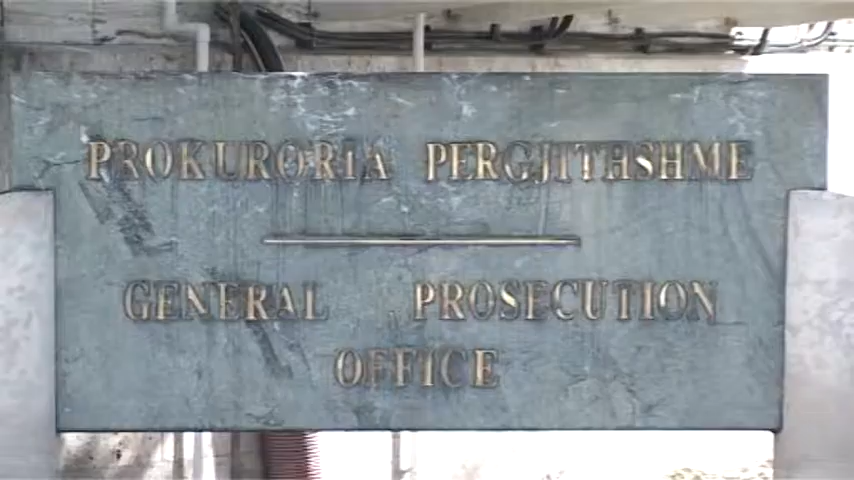 PROKURORIA PERGJITHSHME
GENERAL PROSECUTION
OFFICE